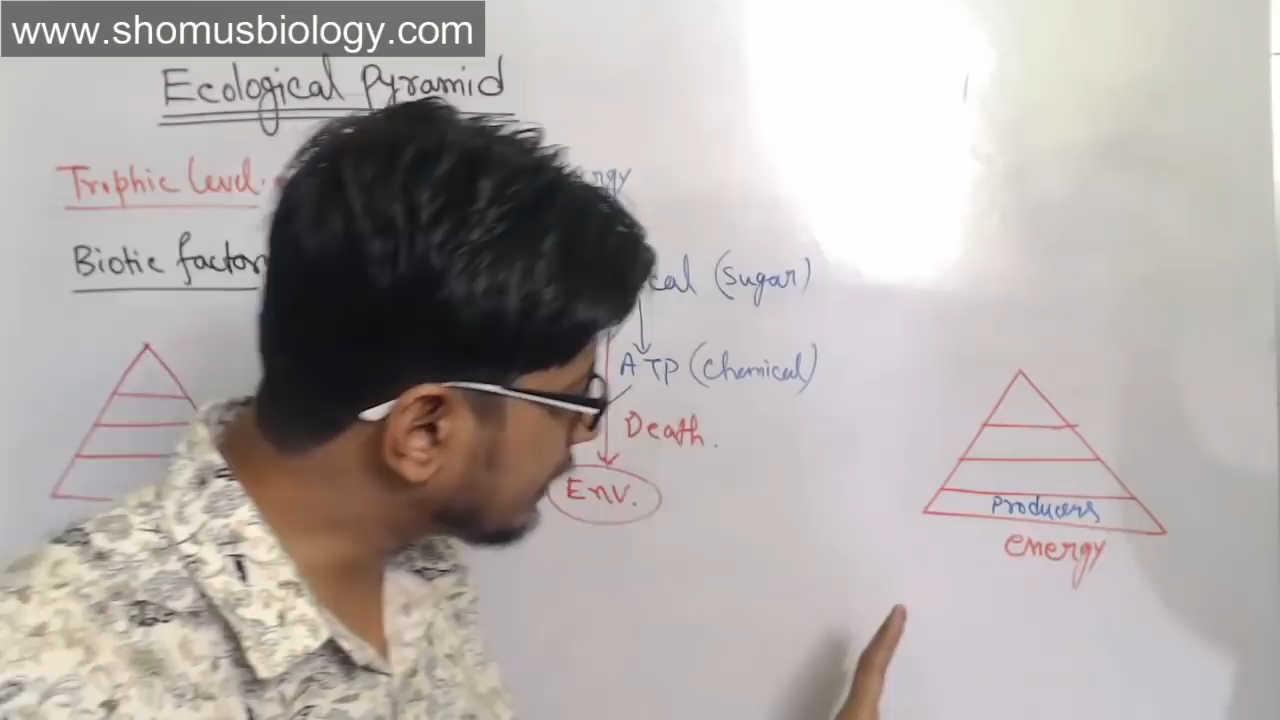 www.shomusbiology.com
Ecological Pyramid
Trophic level
Biotic factor
(sugar)
ATP (Chemical)
Death.
Env.
Producers
energy